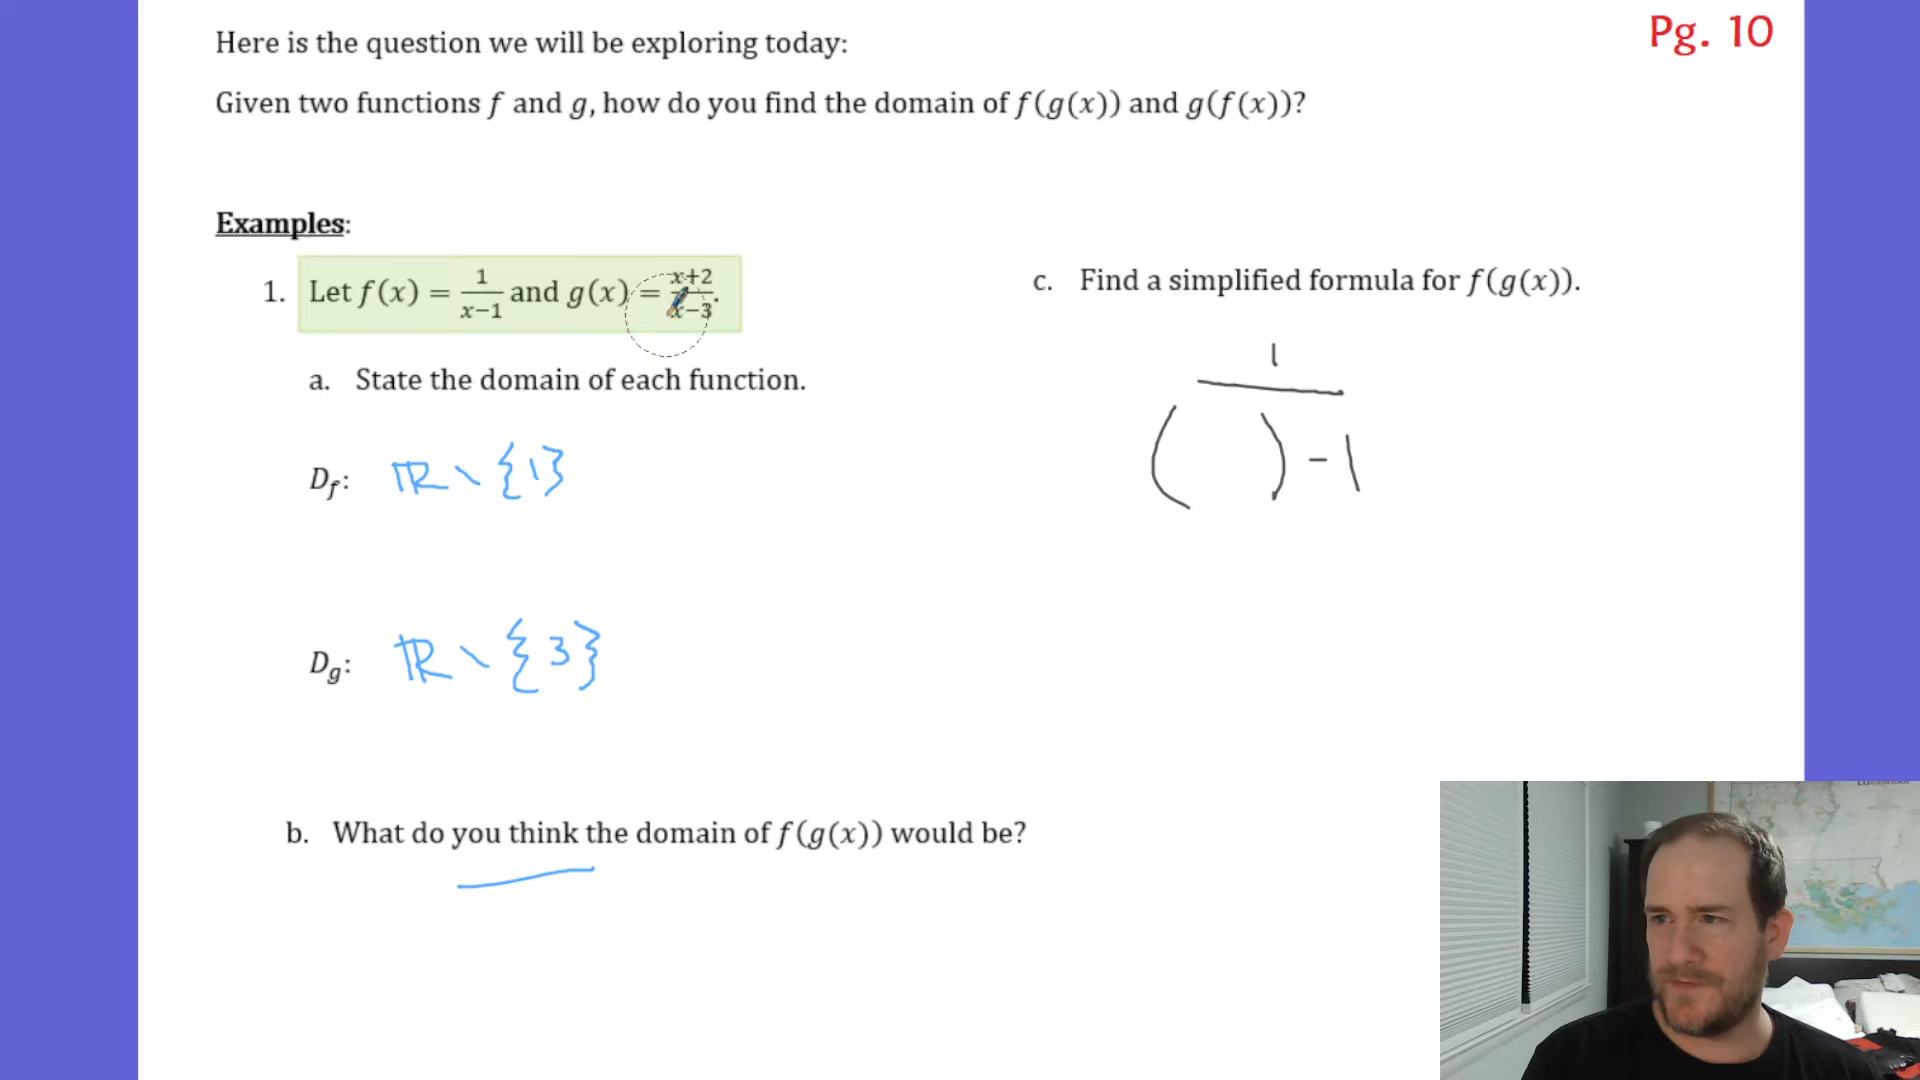 Pg. 10
Here is the question we will be exploring today:
Given two functions f and g, how do you find the domain of f(g(x)) and g(f(x))?
Examples:
1. Let f(x) = 1/(x−1) and g(x) = (x+2)/(x−3).
a. State the domain of each function.
D_f: ℝ \ {1}
D_g: ℝ \ {3}
b. What do you think the domain of f(g(x)) would be?
c. Find a simplified formula for f(g(x)).
1
( ) - 1